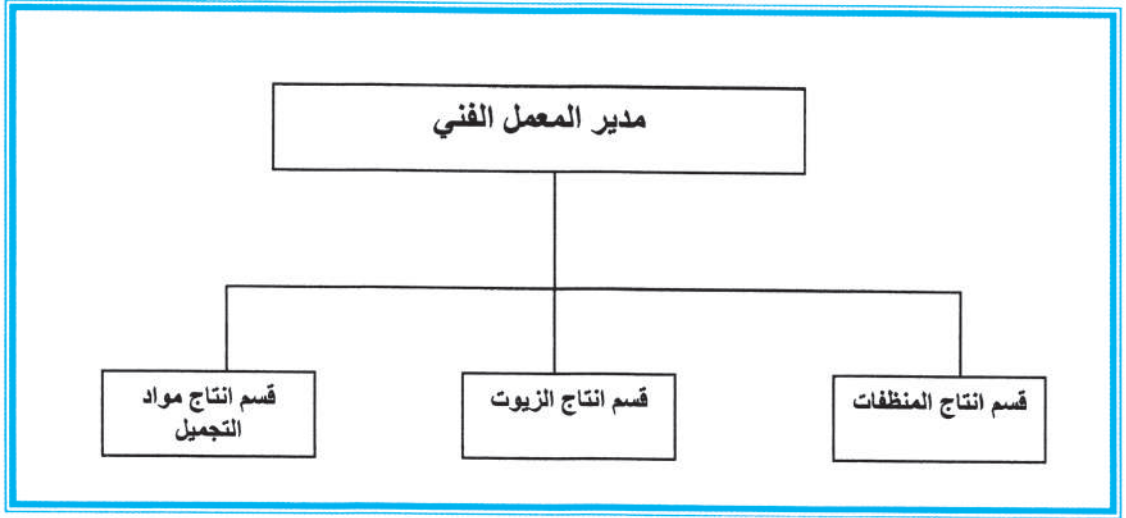 مدير المعمل الفني
قسم انتاج المنظفات
قسم انتاج الزيوت
قسم انتاج مواد
التجميل